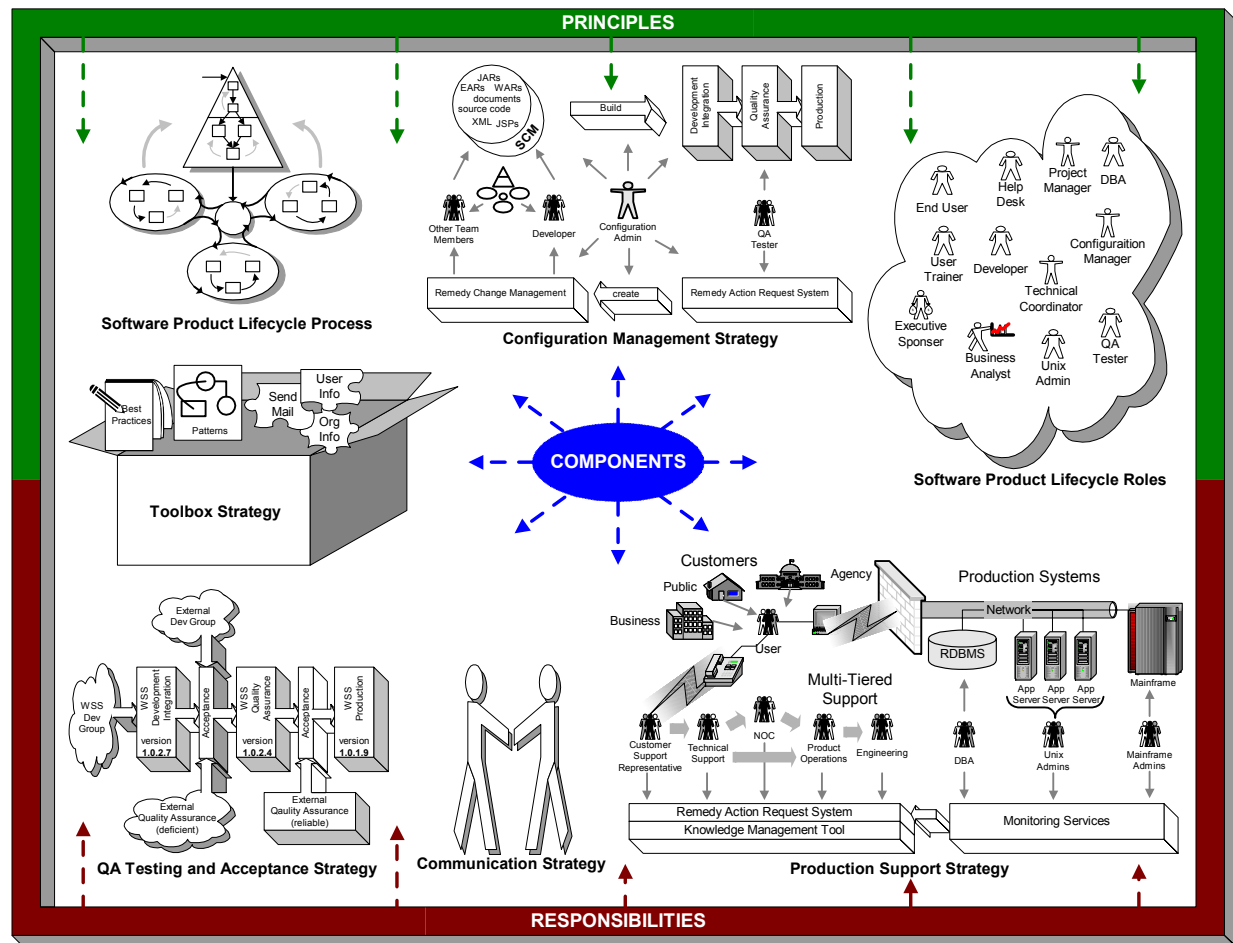 PRINCIPLES
JARs
EARs WARs
documents
source code
XML JSPs
SCM
Build
Development
Integration
Quality
Assurance
Production
Other Team
Members
Developer
Configuration
Admin
QA
Tester
Remedy Change Management
create
Remedy Action Request System
Software Product Lifecycle Process
Configuration Management Strategy
End User
Help
Desk
Project
Manager
DBA
User
Trainer
Developer
Technical
Coordinator
Configuraition
Manager
Executive
Sponser
Business
Analyst
Unix
Admin
QA
Tester
Software Product Lifecycle Roles
Best
Practices
Patterns
Send
Mail
User
Info
Org
Info
Toolbox Strategy
COMPONENTS
External
Dev Group
WSS
Dev
Group
WSS
Development
Integration
version
1.0.2.7
Acceptance
WSS
Quality
Assurance
version
1.0.2.4
Acceptance
WSS
Production
version
1.0.1.9
External
Quality Assurance
(deficient)
External
Qaulity Assurance
(reliable)
QA Testing and Acceptance Strategy
Communication Strategy
Customers
Public
Agency
Business
User
Production Systems
Network
RDBMS
App
Server
App
Server
App
Server
Mainframe
Multi-Tiered
Support
Customer
Support
Representative
Technical
Support
NOC
Product
Operations
Engineering
DBA
Unix
Admins
Mainframe
Admins
Remedy Action Request System
Knowledge Management Tool
Monitoring Services
Production Support Strategy
RESPONSIBILITIES